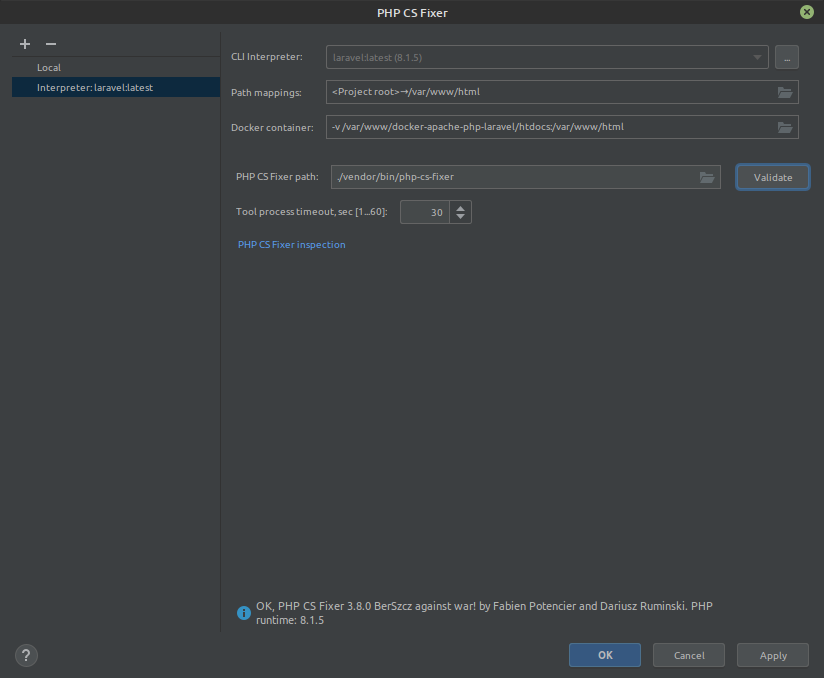 PHP CS Fixer
+ −
Local
Interpreter: laravel:latest
CLI Interpreter: laravel:latest (8.1.5) ...
Path mappings: <Project root>→/var/www/html
Docker container: -v /var/www/docker-apache-php-laravel/htdocs:/var/www/html
PHP CS Fixer path: ./vendor/bin/php-cs-fixer Validate
Tool process timeout, sec [1...60]: 30
PHP CS Fixer inspection
OK, PHP CS Fixer 3.8.0 BerSzcz against war! by Fabien Potencier and Dariusz Ruminski. PHP
runtime: 8.1.5
? OK Cancel Apply